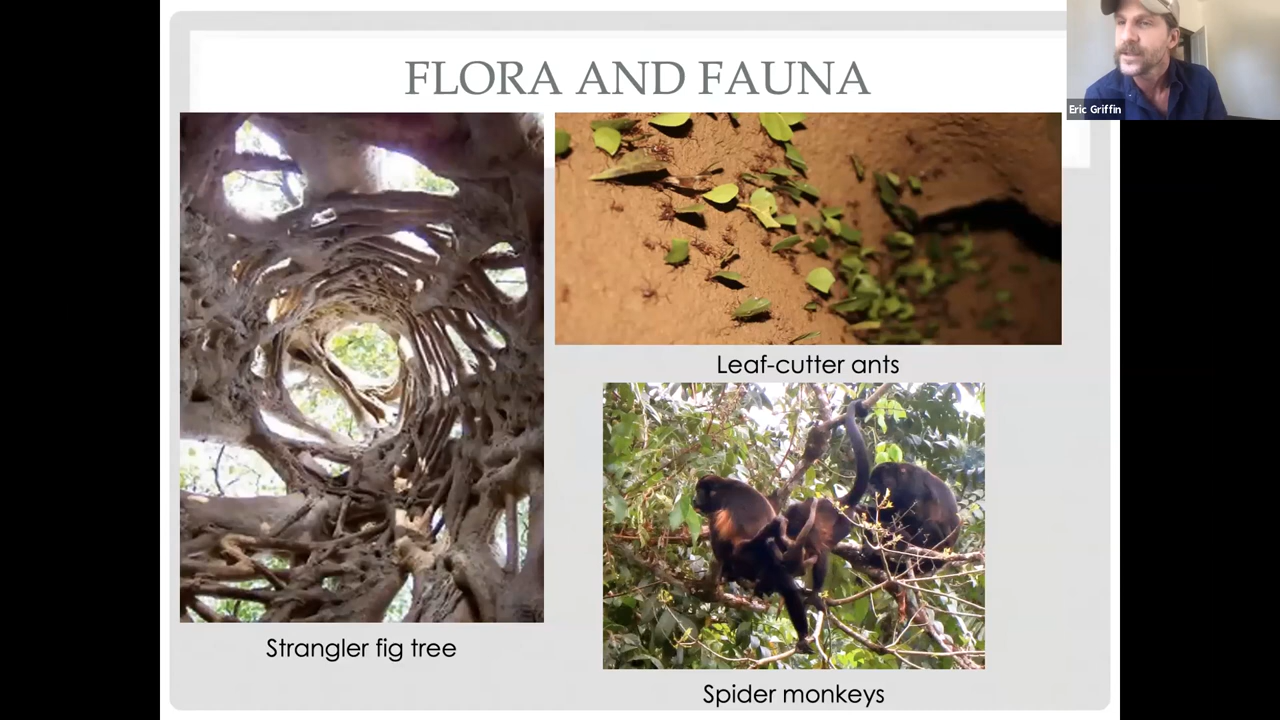 FLORA AND FAUNA
Eric Griffin
Leaf-cutter ants
Strangler fig tree
Spider monkeys